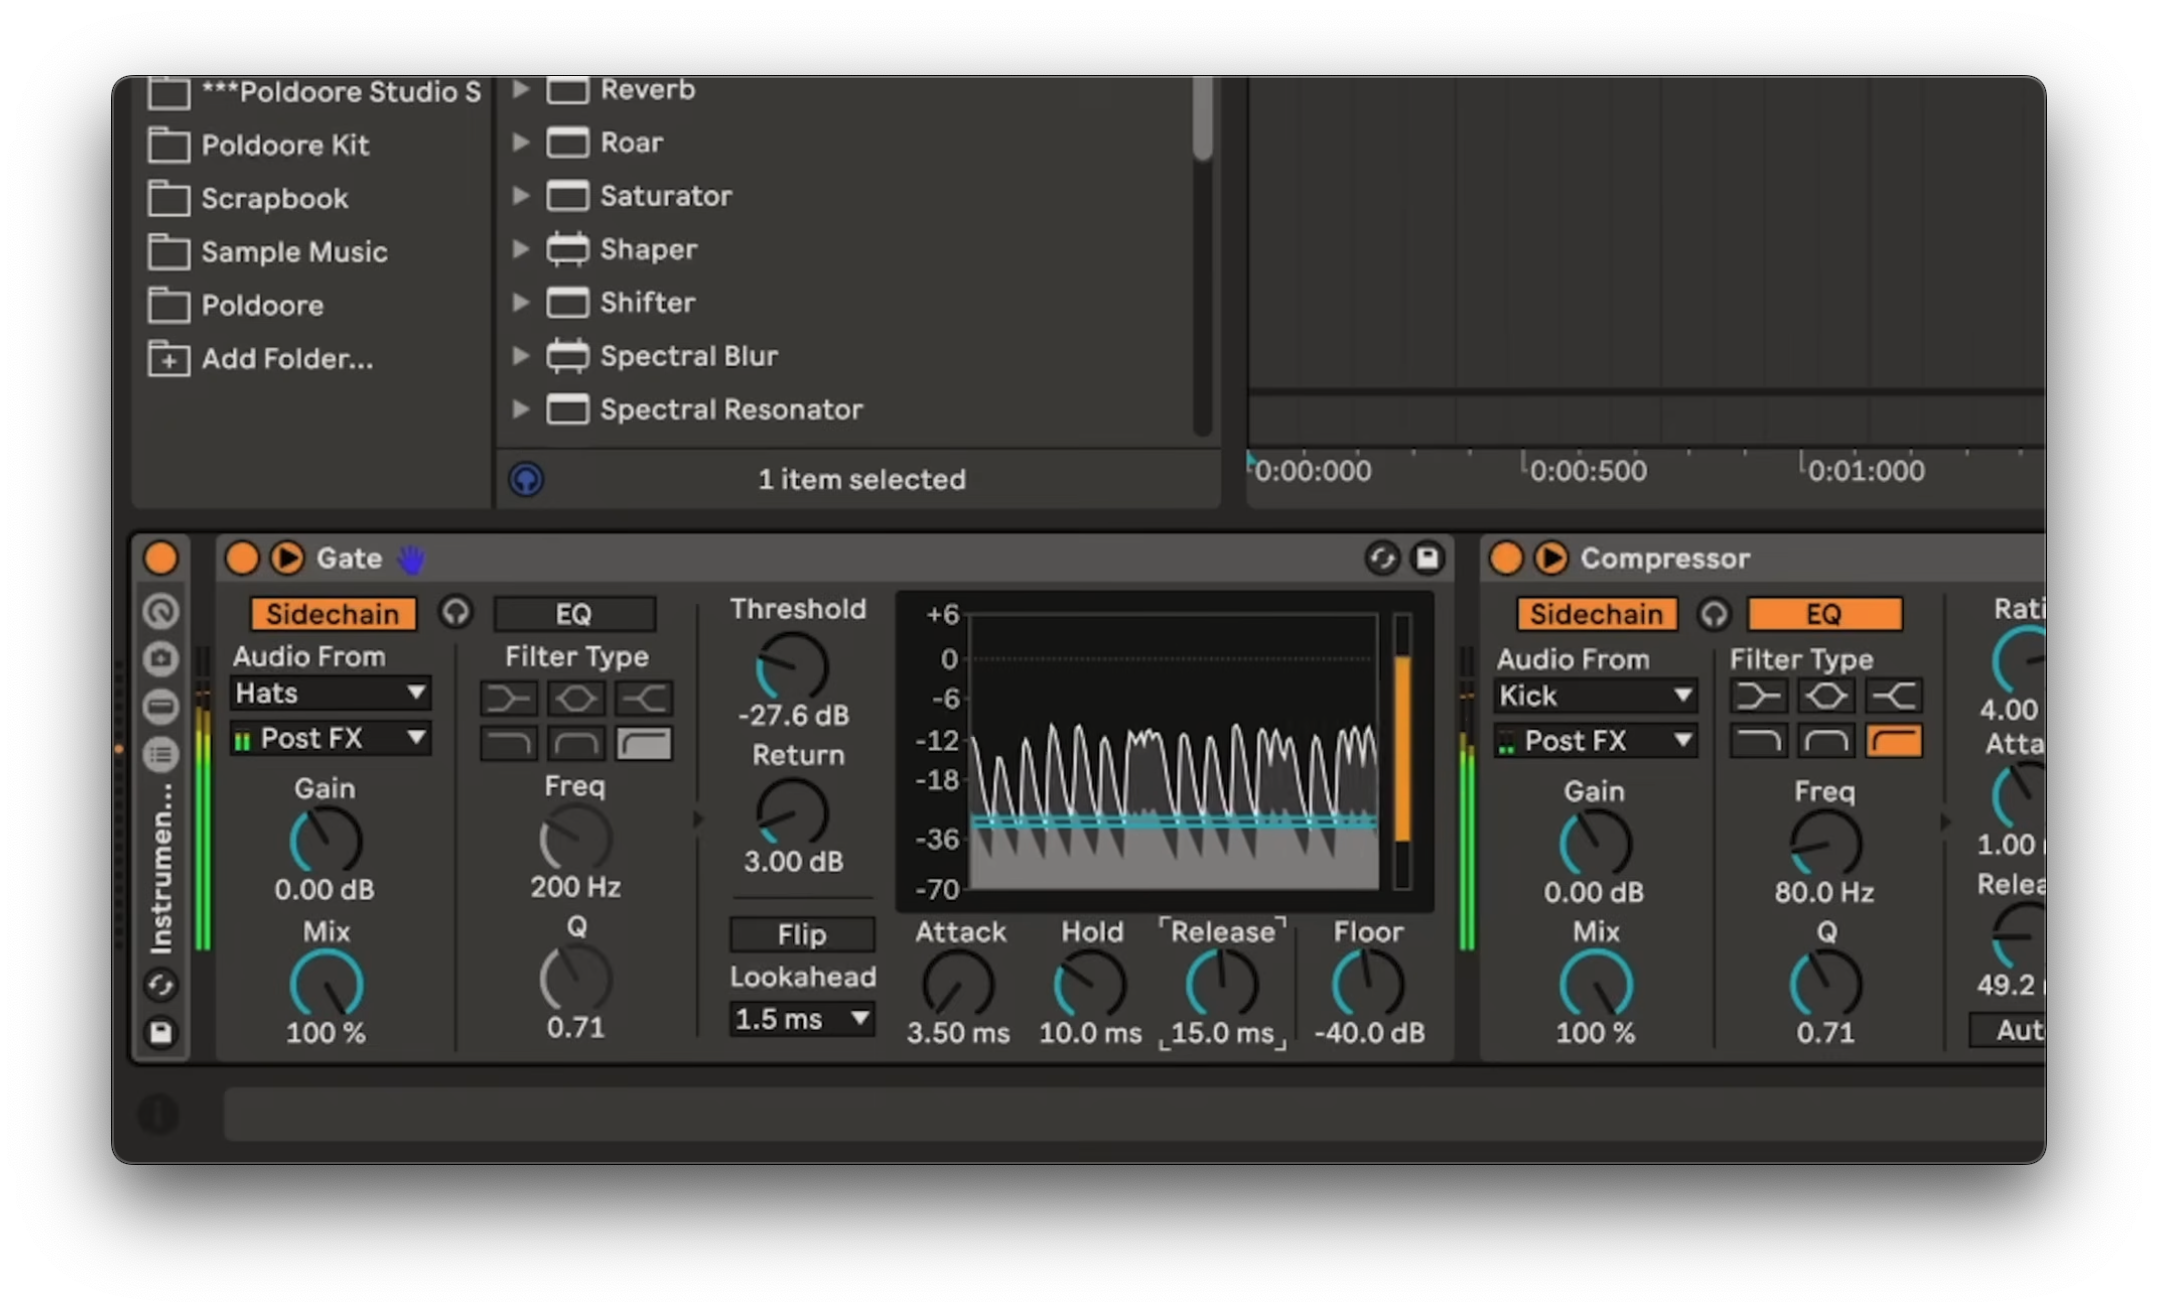 ***Poldoore Studio S
Poldoore Kit
Scrapbook
Sample Music
Poldoore
Add Folder...
Reverb
Roar
Saturator
Shaper
Shifter
Spectral Blur
Spectral Resonator
1 item selected
0:00:000
0:00:500
0:01:000
Instrumen...
Gate
Sidechain
EQ
Audio From
Hats
Post FX
Gain
0.00 dB
Mix
100 %
Filter Type
Freq
200 Hz
Q
0.71
Threshold
-27.6 dB
Return
3.00 dB
Flip
Lookahead
1.5 ms
+6
0
-6
-12
-18
-36
-70
Attack
3.50 ms
Hold
10.0 ms
Release
15.0 ms
Floor
-40.0 dB
Compressor
Sidechain
EQ
Audio From
Kick
Post FX
Gain
0.00 dB
Mix
100 %
Filter Type
Freq
80.0 Hz
Q
0.71
Rati
4.00
Atta
1.00
Relea
49.2
Aut